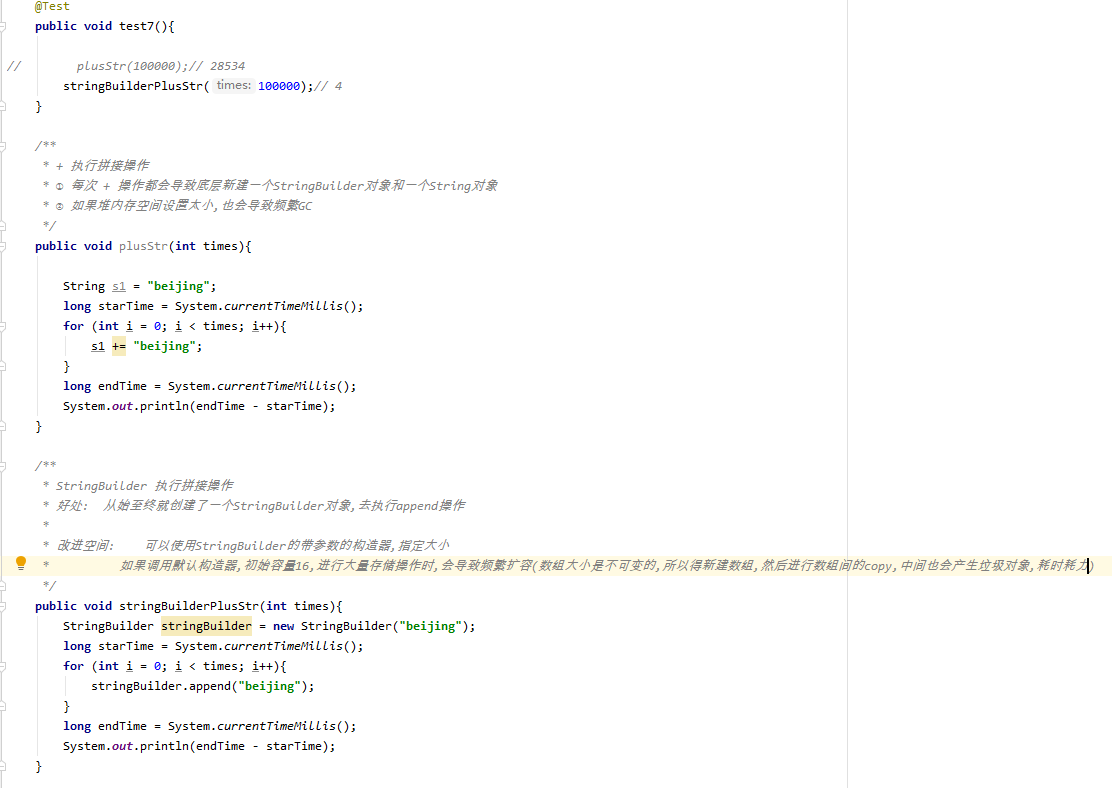 @Test
public void test7(){
// plusStr(100000);// 28534
stringBuilderPlusStr( times: 100000);// 4
}
/**
* + 执行拼接操作
* ① 每次 + 操作都会导致底层新建一个StringBuilder对象和一个String对象
* ② 如果堆内存空间设置太小,也会导致频繁GC
*/
public void plusStr(int times){
String s1 = "beijing";
long starTime = System.currentTimeMillis();
for (int i = 0; i < times; i++){
s1 += "beijing";
}
long endTime = System.currentTimeMillis();
System.out.println(endTime - starTime);
}
/**
* StringBuilder 执行拼接操作
* 好处: 从始至终就创建了一个StringBuilder对象,去执行append操作
*
* 改进空间: 可以使用StringBuilder的带参数的构造器,指定大小
* 如果调用默认构造器,初始容量16,进行大量存储操作时,会导致频繁扩容(数组大小是不可变的,所以得新建数组,然后进行数组间的copy,中间也会产生垃圾对象,耗时耗力)
*/
public void stringBuilderPlusStr(int times){
StringBuilder stringBuilder = new StringBuilder("beijing");
long starTime = System.currentTimeMillis();
for (int i = 0; i < times; i++){
stringBuilder.append("beijing");
}
long endTime = System.currentTimeMillis();
System.out.println(endTime - starTime);
}